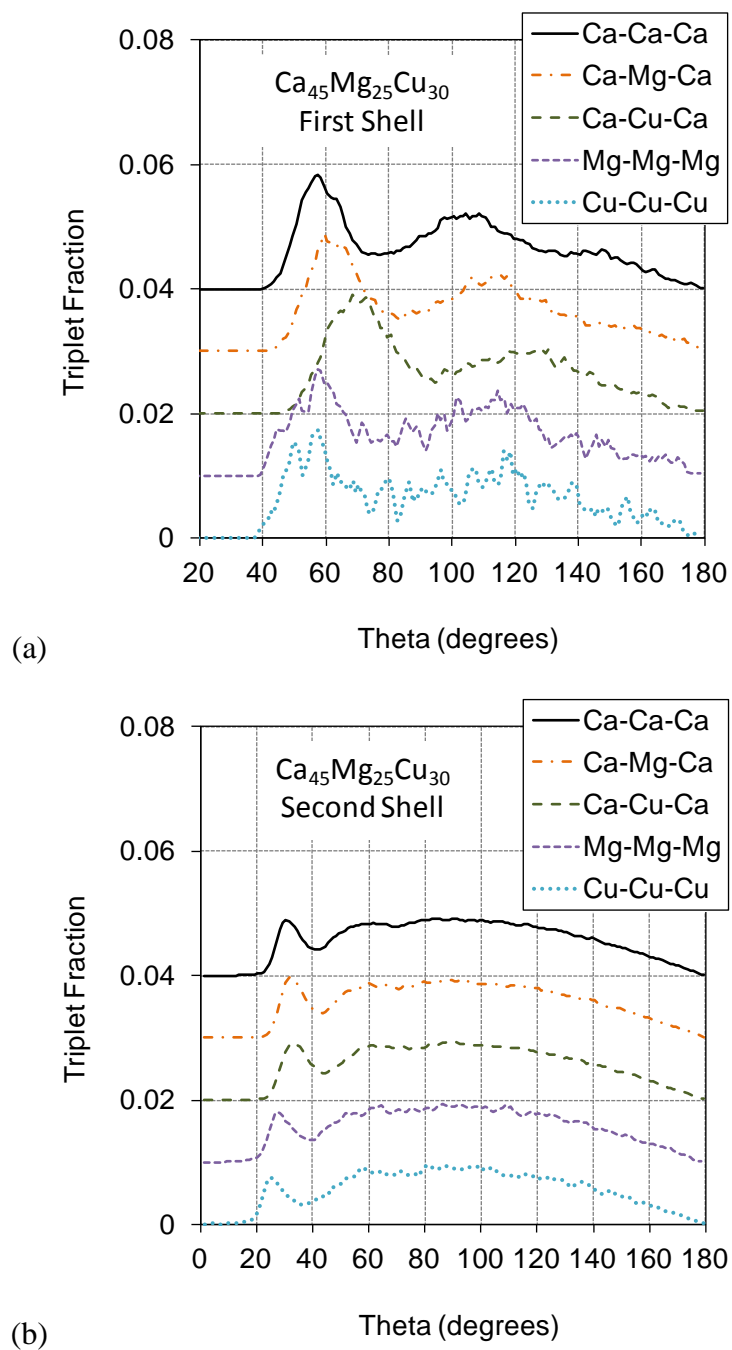 0.08
0.06
0.04
0.02
0
Triplet Fraction
Ca45Mg25Cu30
First Shell
Ca-Ca-Ca
Ca-Mg-Ca
Ca-Cu-Ca
Mg-Mg-Mg
Cu-Cu-Cu
20 40 60 80 100 120 140 160 180
Theta (degrees)
(a)
0.08
0.06
0.04
0.02
0
Triplet Fraction
Ca45Mg25Cu30
Second Shell
Ca-Ca-Ca
Ca-Mg-Ca
Ca-Cu-Ca
Mg-Mg-Mg
Cu-Cu-Cu
0 20 40 60 80 100 120 140 160 180
Theta (degrees)
(b)